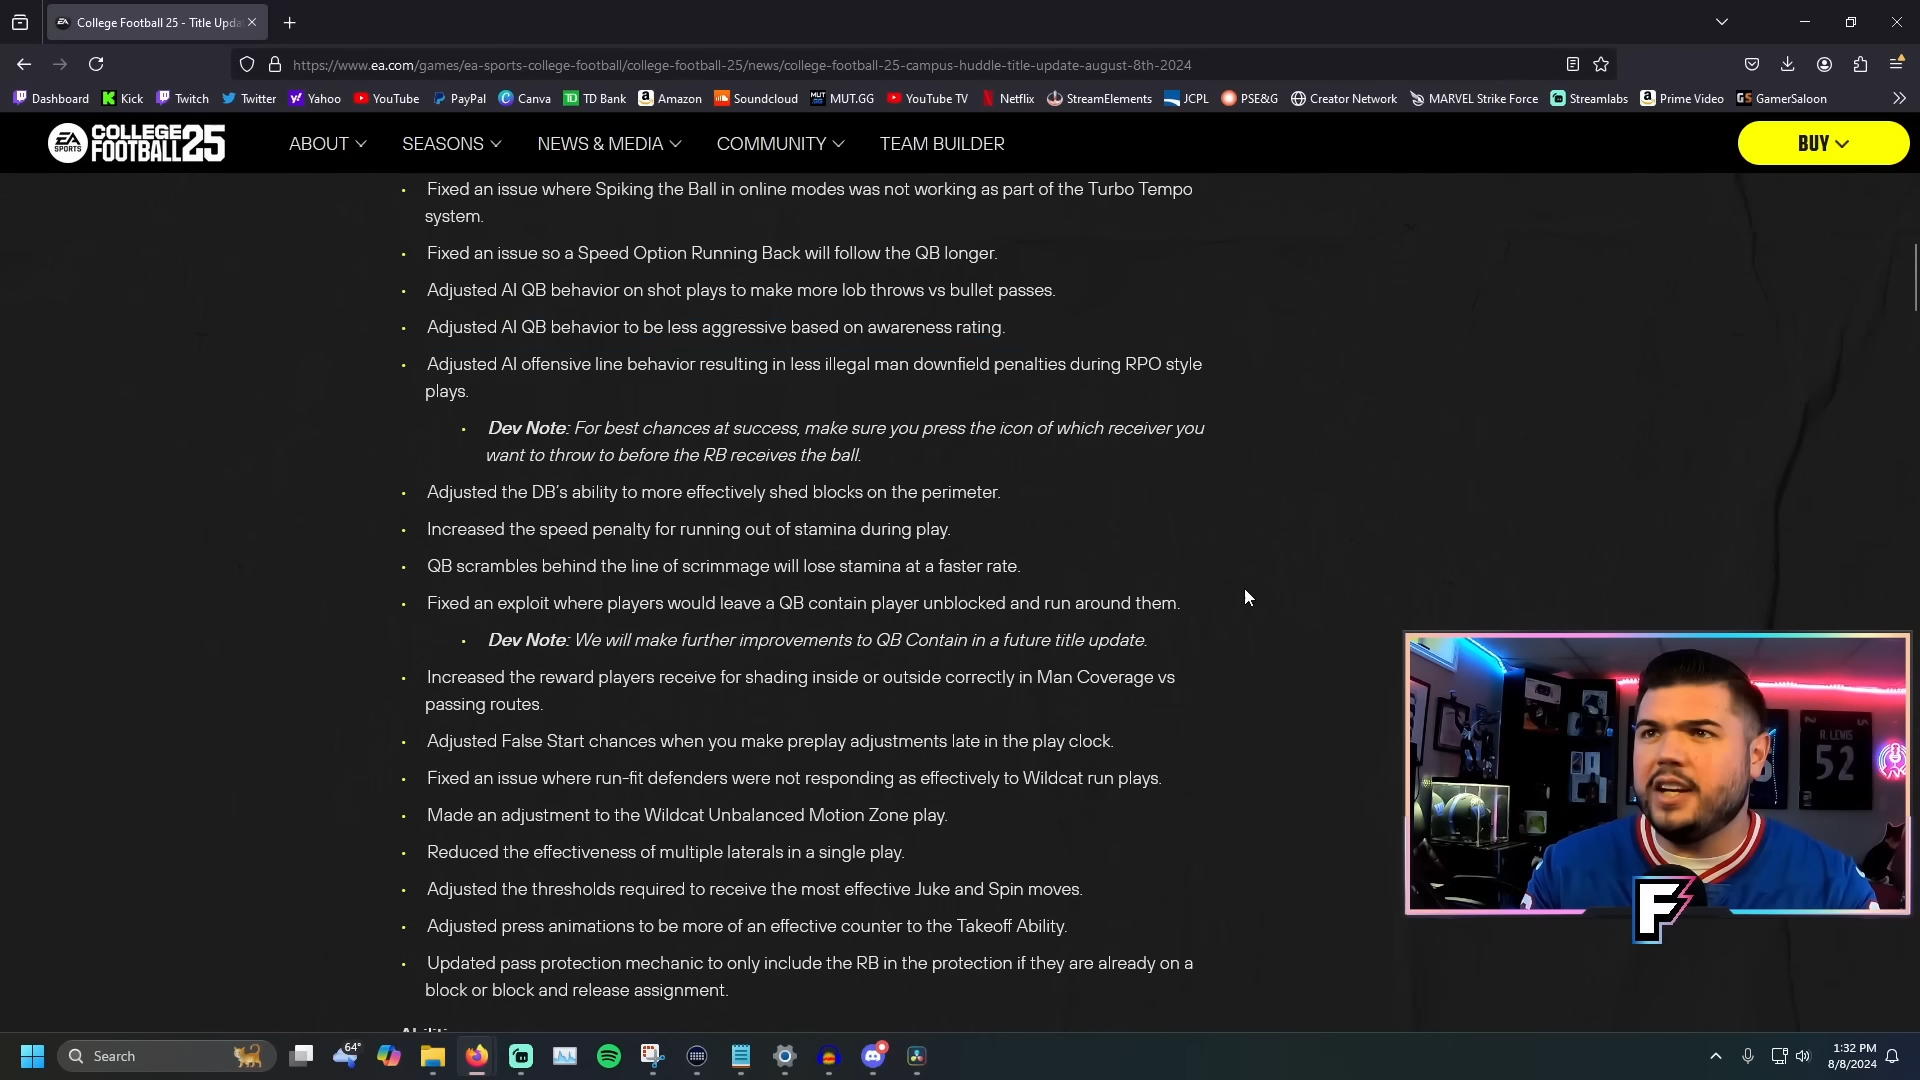 College Football 25 - Title Upda
https://www.ea.com/games/ea-sports-college-football/college-football-25/news/college-football-25-campus-huddle-title-update-august-8th-2024
Dashboard Kick Twitch Twitter Yahoo YouTube PayPal Canva TD Bank Amazon Soundcloud MUT.GG YouTube TV Netflix StreamElements JCPL PSE&G Creator Network MARVEL Strike Force Streamlabs Prime Video GamerSaloon
EA SPORTS COLLEGE FOOTBALL 25 ABOUT SEASONS NEWS & MEDIA COMMUNITY TEAM BUILDER BUY
• Fixed an issue where Spiking the Ball in online modes was not working as part of the Turbo Tempo
system.
• Fixed an issue so a Speed Option Running Back will follow the QB longer.
• Adjusted AI QB behavior on shot plays to make more lob throws vs bullet passes.
• Adjusted AI QB behavior to be less aggressive based on awareness rating.
• Adjusted AI offensive line behavior resulting in less illegal man downfield penalties during RPO style
plays.
• Dev Note: For best chances at success, make sure you press the icon of which receiver you
want to throw to before the RB receives the ball.
• Adjusted the DB's ability to more effectively shed blocks on the perimeter.
• Increased the speed penalty for running out of stamina during play.
• QB scrambles behind the line of scrimmage will lose stamina at a faster rate.
• Fixed an exploit where players would leave a QB contain player unblocked and run around them.
• Dev Note: We will make further improvements to QB Contain in a future title update.
• Increased the reward players receive for shading inside or outside correctly in Man Coverage vs
passing routes.
• Adjusted False Start chances when you make preplay adjustments late in the play clock.
• Fixed an issue where run-fit defenders were not responding as effectively to Wildcat run plays.
• Made an adjustment to the Wildcat Unbalanced Motion Zone play.
• Reduced the effectiveness of multiple laterals in a single play.
• Adjusted the thresholds required to receive the most effective Juke and Spin moves.
• Adjusted press animations to be more of an effective counter to the Takeoff Ability.
• Updated pass protection mechanic to only include the RB in the protection if they are already on a
block or block and release assignment.
R. LEWIS
52
F
Search
64°
1:32 PM
8/8/2024